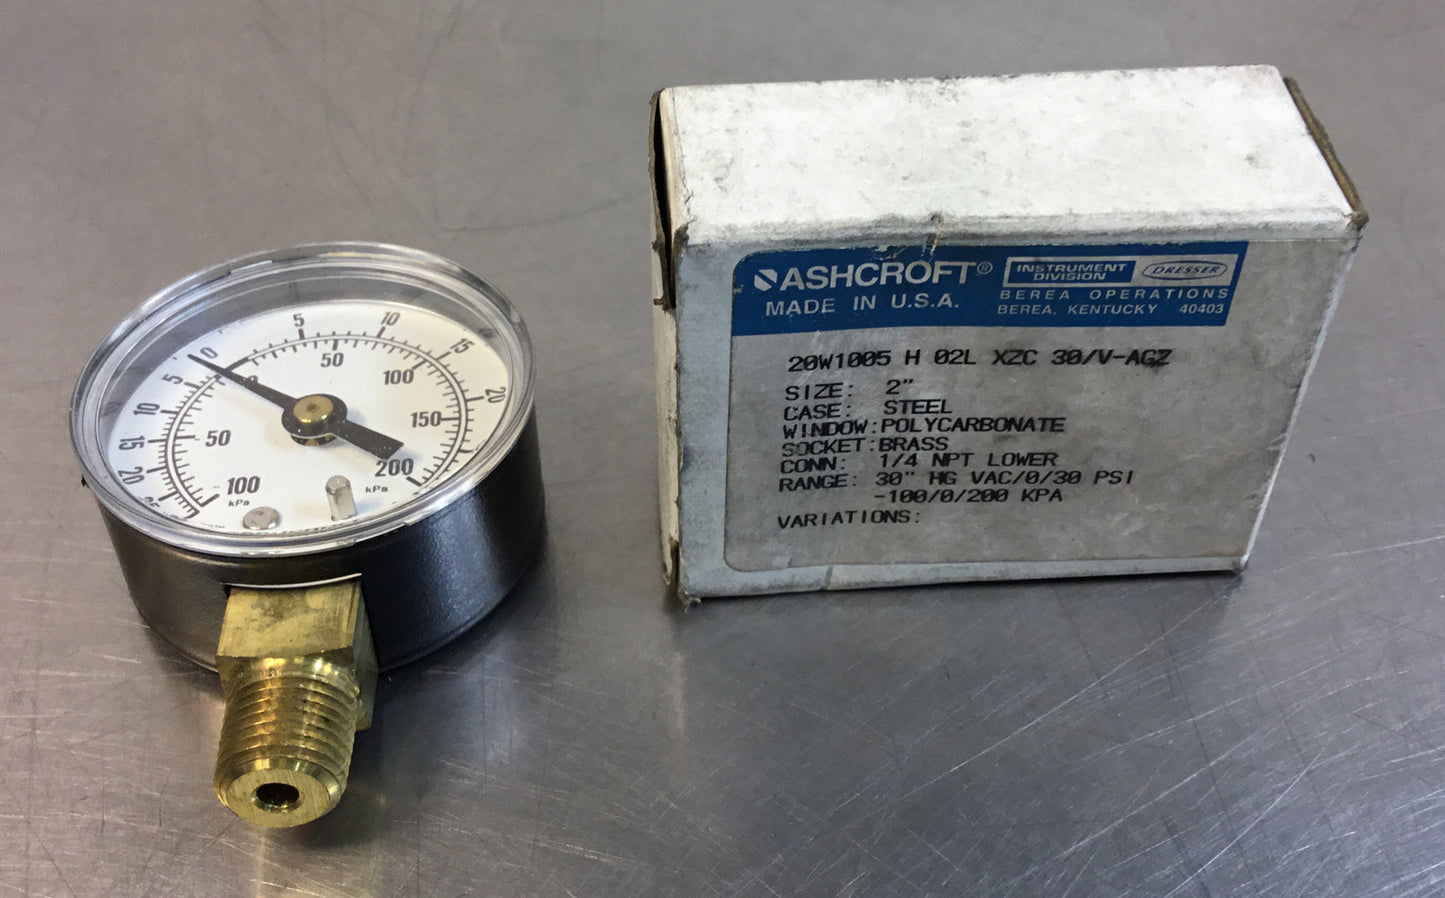 0
5
10
15
20
5
10
15
20
25
50
100
150
200
kPa
50
100
kPa
ASHCROFT®
MADE IN U.S.A.
INSTRUMENT
DIVISION
DRESSER
BEREA OPERATIONS
BEREA, KENTUCKY 40403
20W1005 H 02L XZC 30/V-AGZ
SIZE: 2"
CASE: STEEL
WINDOW:POLYCARBONATE
SOCKET:BRASS
CONN: 1/4 NPT LOWER
RANGE: 30" HG VAC/0/30 PSI
-100/0/200 KPA
VARIATIONS: